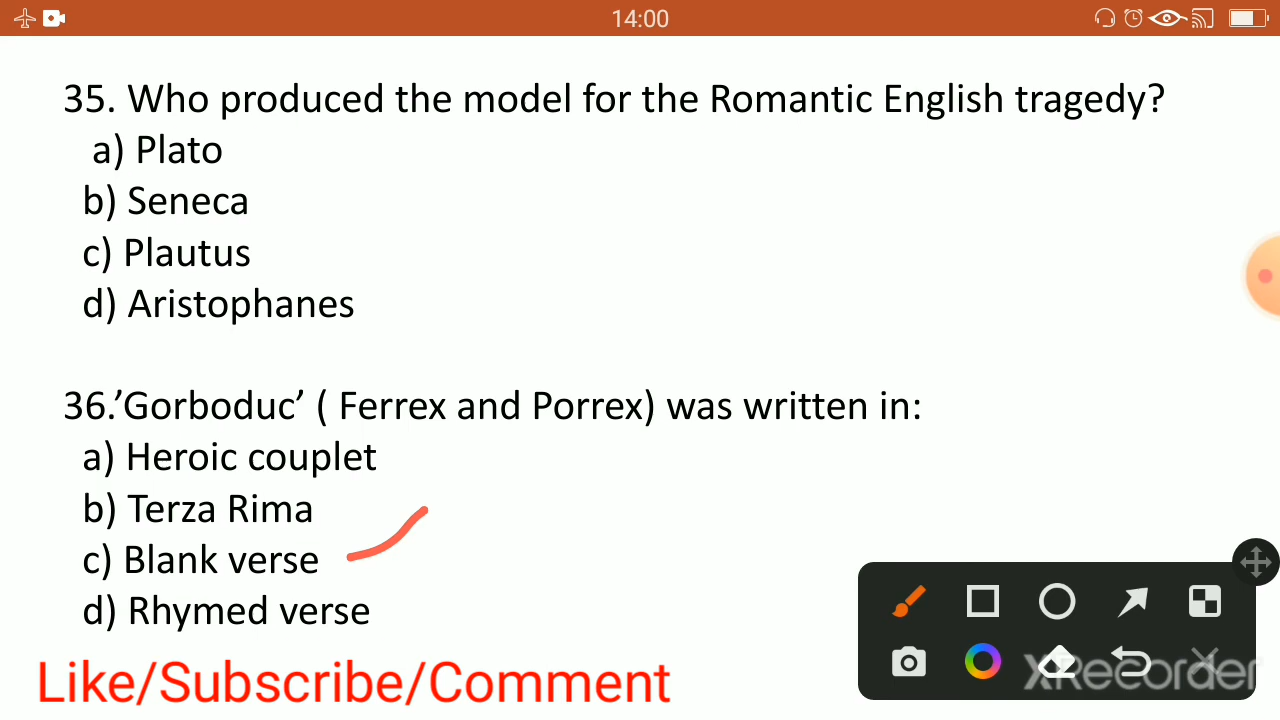 14:00
35. Who produced the model for the Romantic English tragedy?
a) Plato
b) Seneca
c) Plautus
d) Aristophanes
36.’Gorboduc’ ( Ferrex and Porrex) was written in:
a) Heroic couplet
b) Terza Rima
c) Blank verse
d) Rhymed verse
Like/Subscribe/Comment
XRecorder